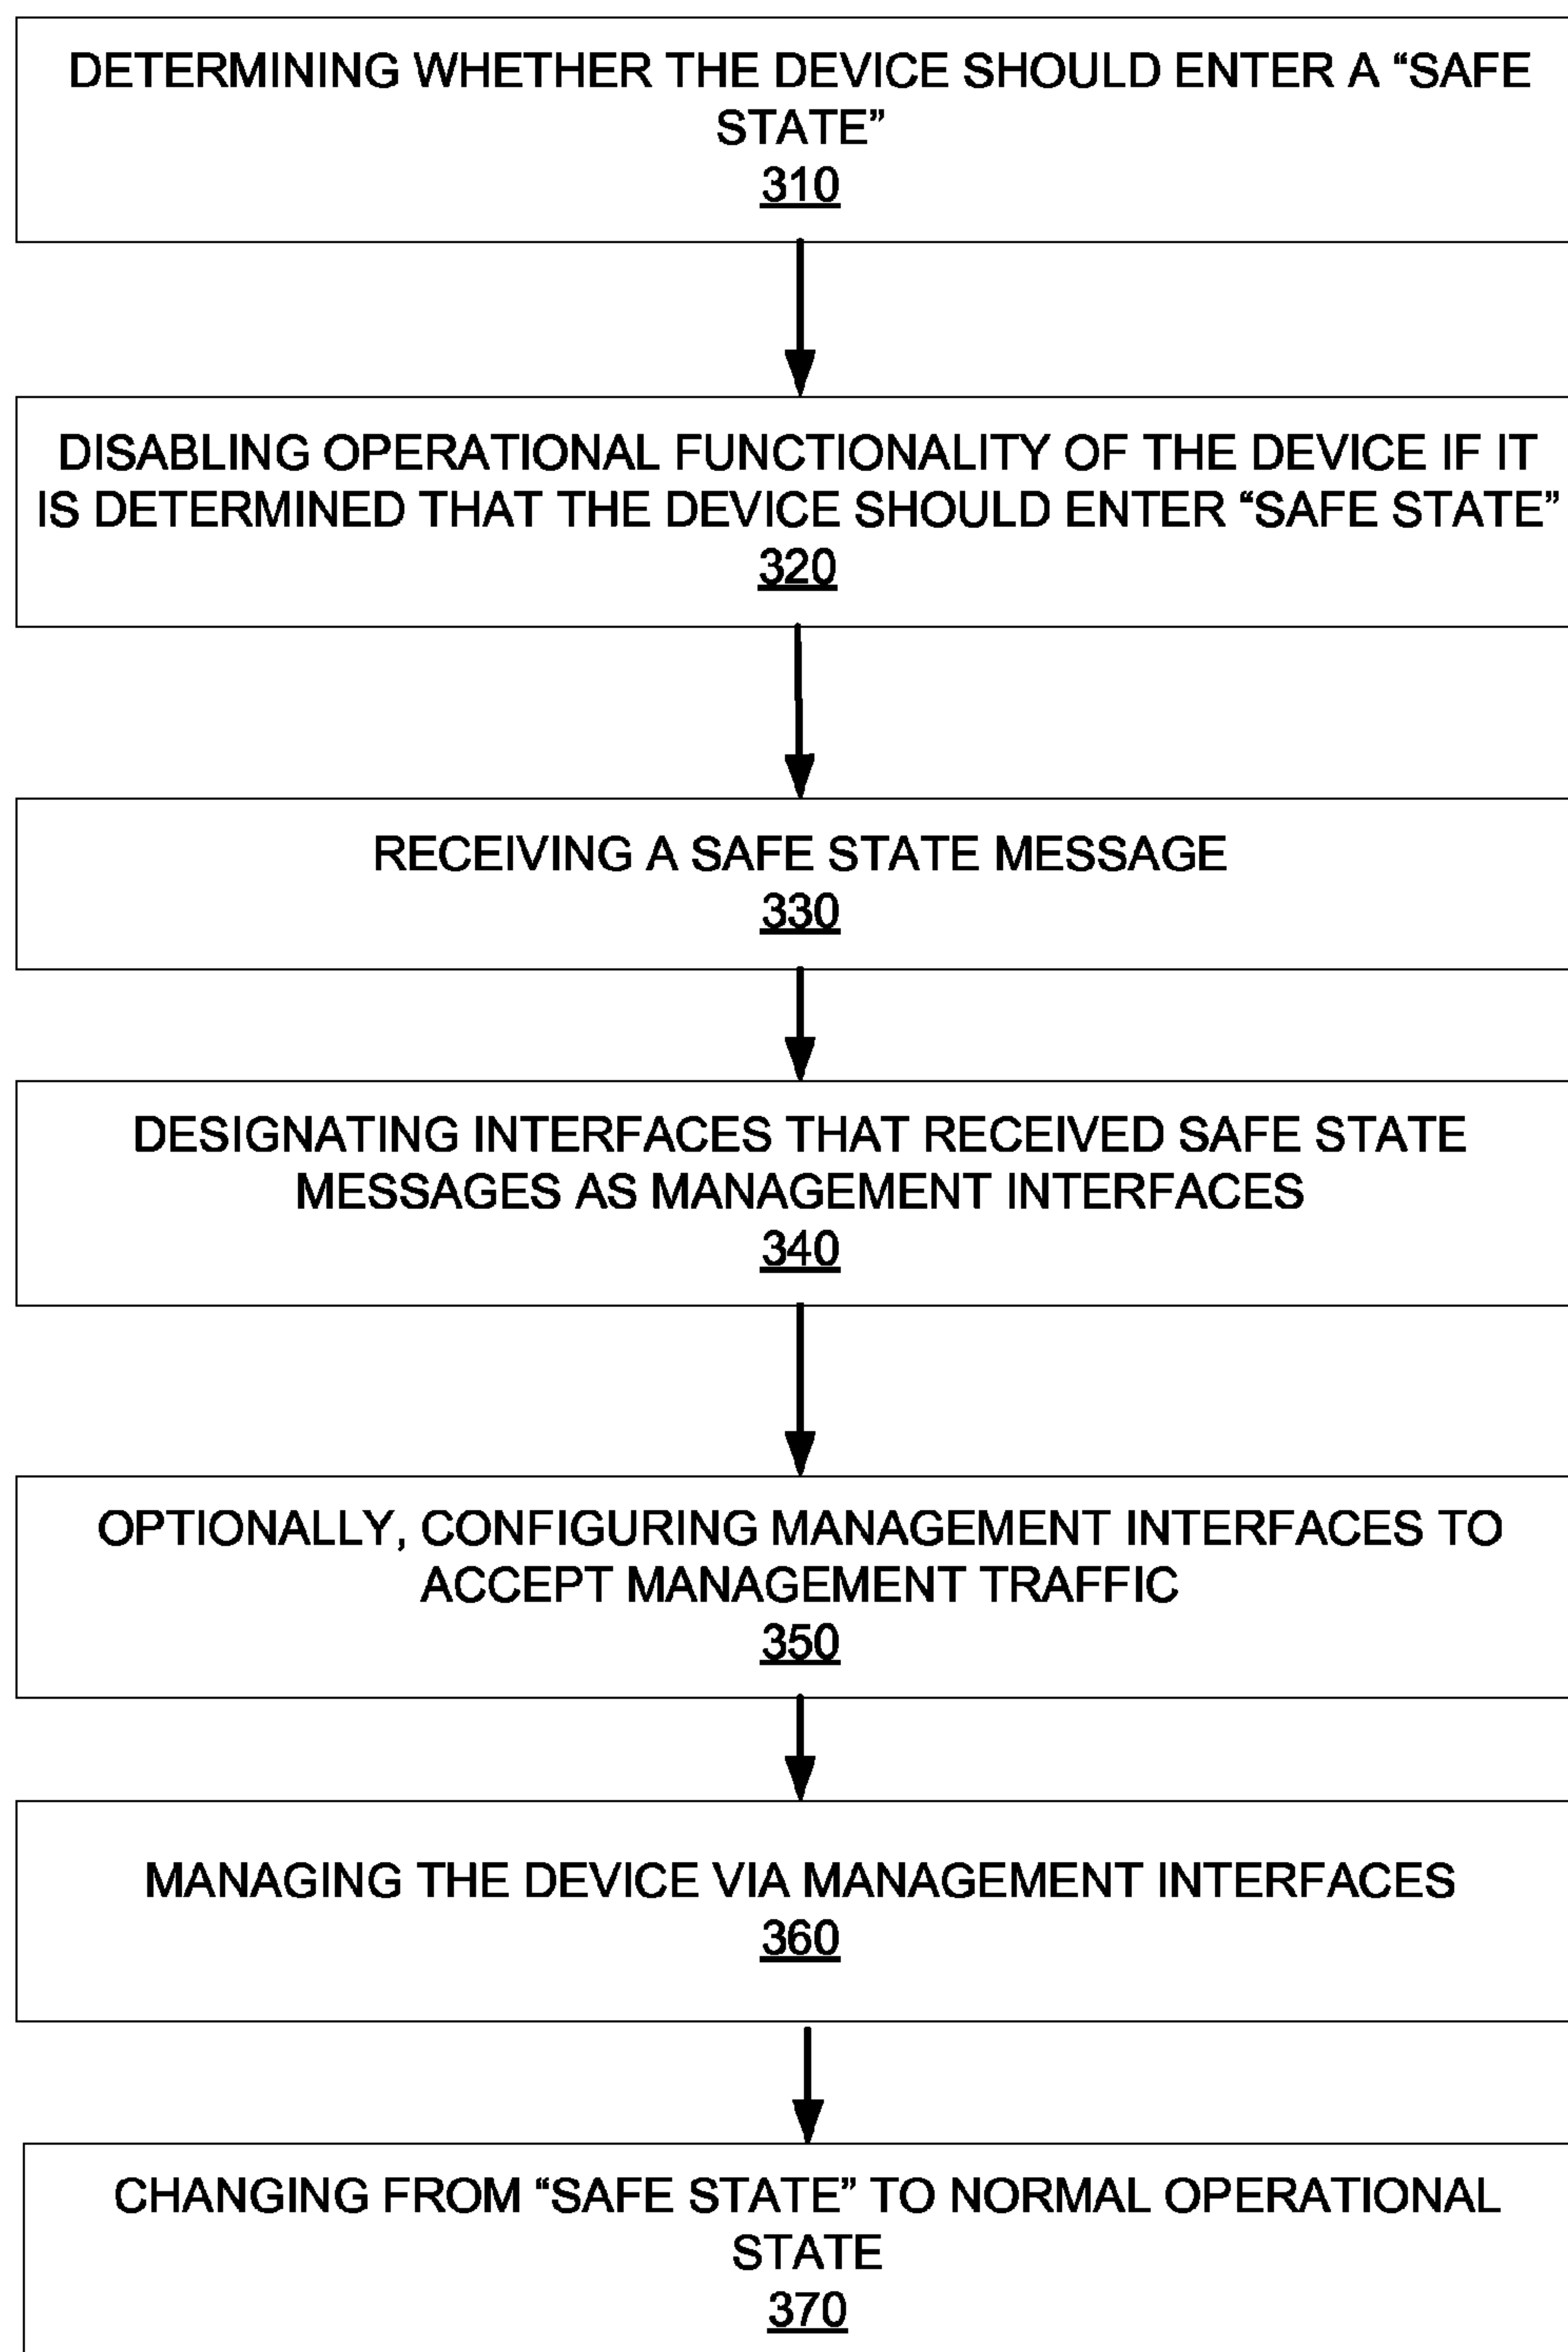 DETERMINING WHETHER THE DEVICE SHOULD ENTER A “SAFE
STATE”
310
DISABLING OPERATIONAL FUNCTIONALITY OF THE DEVICE IF IT
IS DETERMINED THAT THE DEVICE SHOULD ENTER “SAFE STATE”
320
RECEIVING A SAFE STATE MESSAGE
330
DESIGNATING INTERFACES THAT RECEIVED SAFE STATE
MESSAGES AS MANAGEMENT INTERFACES
340
OPTIONALLY, CONFIGURING MANAGEMENT INTERFACES TO
ACCEPT MANAGEMENT TRAFFIC
350
MANAGING THE DEVICE VIA MANAGEMENT INTERFACES
360
CHANGING FROM “SAFE STATE” TO NORMAL OPERATIONAL
STATE
370